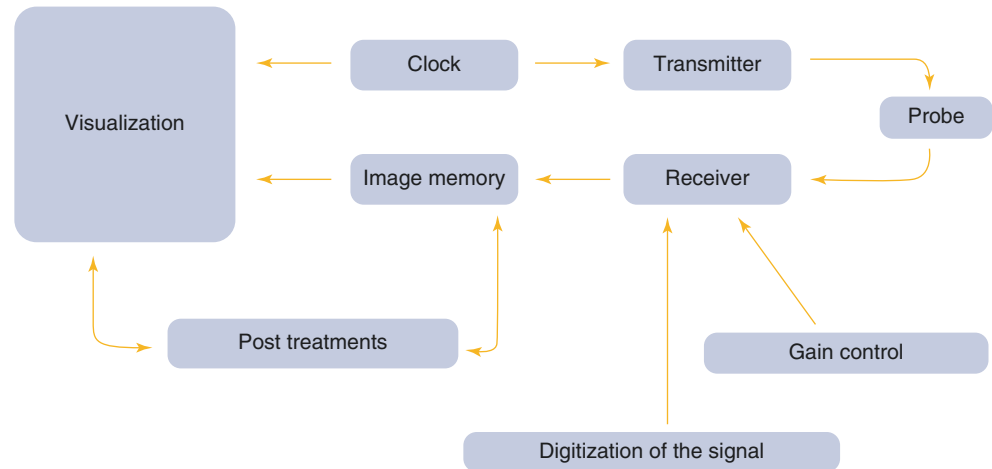 Clock
Transmitter
Visualization
Probe
Image memory
Receiver
Post treatments
Gain control
Digitization of the signal